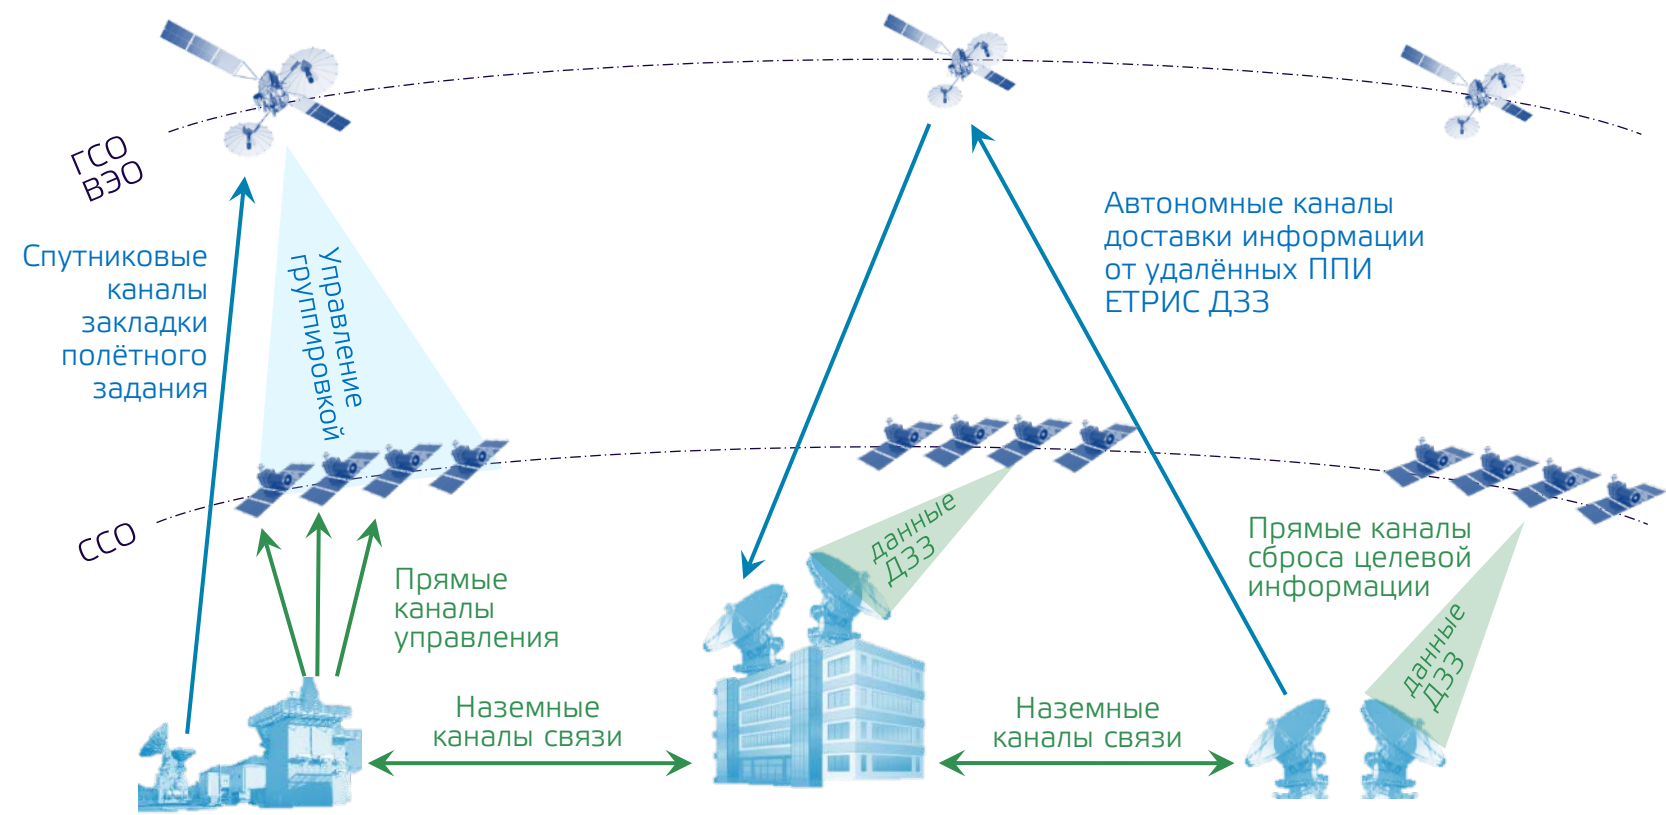 ГСО
ВЭО
Спутниковые
каналы
закладки
полётного
задания
Управление
группировкой
Автономные каналы
доставки информации
от удалённых ППИ
ЕТРИС ДЗЗ
ССО
Прямые
каналы
управления
данные
ДЗЗ
Прямые каналы
сброса целевой
информации
данные
ДЗЗ
Наземные
каналы связи
Наземные
каналы связи